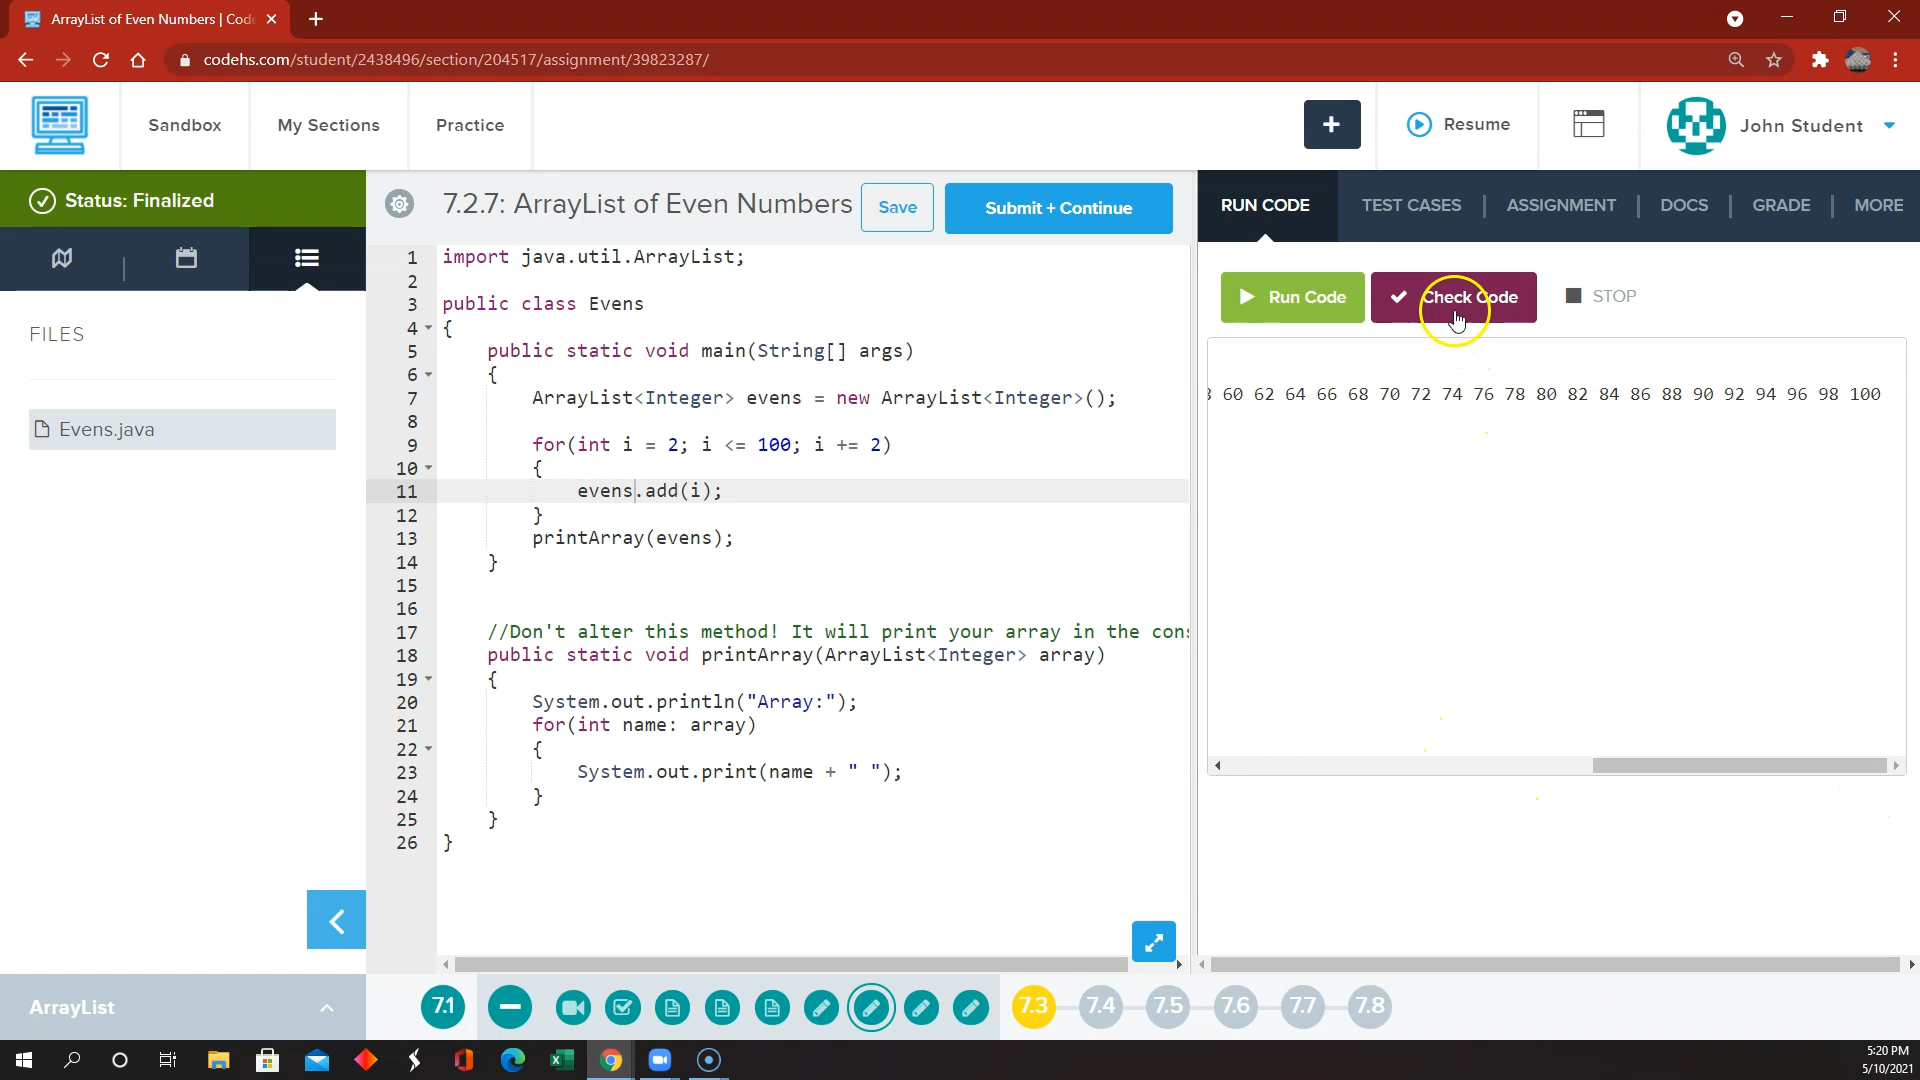 ArrayList of Even Numbers | Code
codehs.com/student/2438496/section/204517/assignment/39823287/
Sandbox
My Sections
Practice
+
Resume
John Student
Status: Finalized
7.2.7: ArrayList of Even Numbers
Save
Submit + Continue
RUN CODE
TEST CASES
ASSIGNMENT
DOCS
GRADE
MORE
FILES
Evens.java
Run Code
Check Code
STOP
60 62 64 66 68 70 72 74 76 78 80 82 84 86 88 90 92 94 96 98 100
1 import java.util.ArrayList;
2
3 public class Evens
4 {
5 public static void main(String[] args)
6 {
7 ArrayList<Integer> evens = new ArrayList<Integer>();
8
9 for(int i = 2; i <= 100; i += 2)
10 {
11 evens.add(i);
12 }
13 printArray(evens);
14 }
15
16
17 //Don't alter this method! It will print your array in the cons
18 public static void printArray(ArrayList<Integer> array)
19 {
20 System.out.println("Array:");
21 for(int name: array)
22 {
23 System.out.print(name + " ");
24 }
25 }
26 }
ArrayList
7.1
7.3
7.4
7.5
7.6
7.7
7.8
5:20 PM
5/10/2021